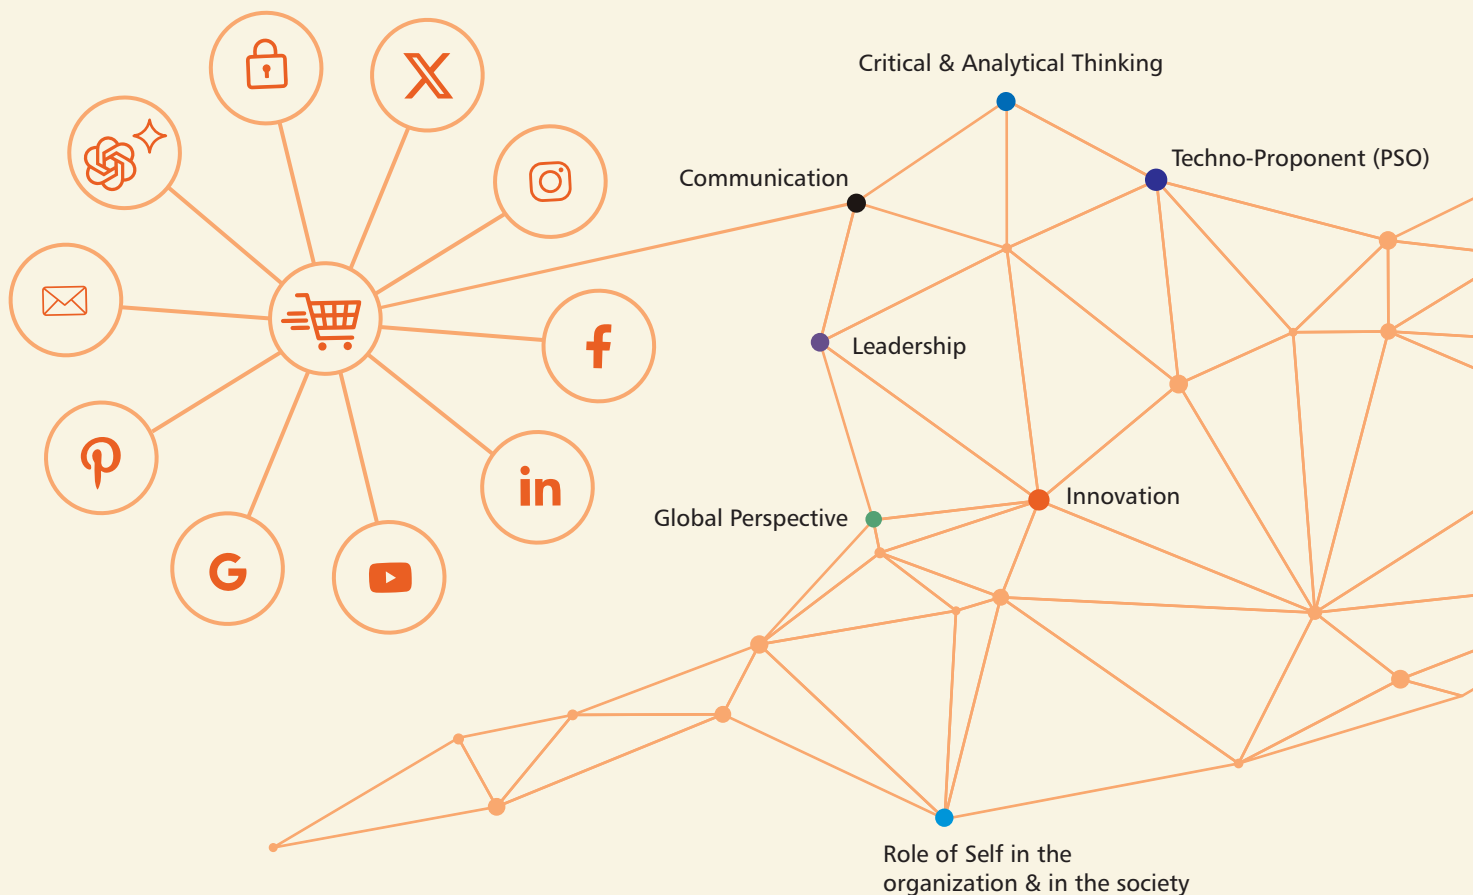 Critical & Analytical Thinking
Techno-Proponent (PSO)
Communication
Leadership
Innovation
Global Perspective
Role of Self in the
organization & in the society